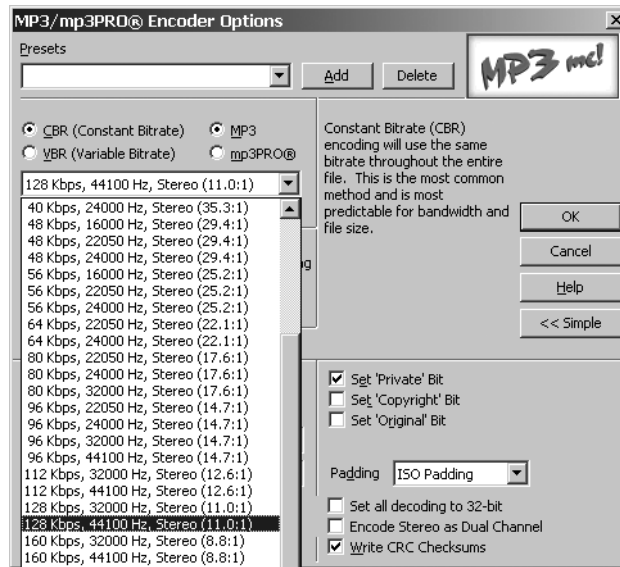 MP3/mp3PRO® Encoder Options
Presets
Add
Delete
MP3 me!
CBR (Constant Bitrate)
MP3
VBR (Variable Bitrate)
mp3PRO®
128 Kbps, 44100 Hz, Stereo (11.0:1)
40 Kbps, 24000 Hz, Stereo (35.3:1)
48 Kbps, 16000 Hz, Stereo (29.4:1)
48 Kbps, 22050 Hz, Stereo (29.4:1)
48 Kbps, 24000 Hz, Stereo (29.4:1)
56 Kbps, 16000 Hz, Stereo (25.2:1)
56 Kbps, 22050 Hz, Stereo (25.2:1)
56 Kbps, 24000 Hz, Stereo (25.2:1)
64 Kbps, 22050 Hz, Stereo (22.1:1)
64 Kbps, 24000 Hz, Stereo (22.1:1)
80 Kbps, 22050 Hz, Stereo (17.6:1)
80 Kbps, 24000 Hz, Stereo (17.6:1)
80 Kbps, 32000 Hz, Stereo (17.6:1)
96 Kbps, 22050 Hz, Stereo (14.7:1)
96 Kbps, 24000 Hz, Stereo (14.7:1)
96 Kbps, 32000 Hz, Stereo (14.7:1)
96 Kbps, 44100 Hz, Stereo (14.7:1)
112 Kbps, 32000 Hz, Stereo (12.6:1)
112 Kbps, 44100 Hz, Stereo (12.6:1)
128 Kbps, 32000 Hz, Stereo (11.0:1)
128 Kbps, 44100 Hz, Stereo (11.0:1)
160 Kbps, 32000 Hz, Stereo (8.8:1)
160 Kbps, 44100 Hz, Stereo (8.8:1)
Constant Bitrate (CBR)
encoding will use the same
bitrate throughout the entire
file. This is the most common
method and is most
predictable for bandwidth and
file size.
OK
Cancel
Help
<< Simple
Set 'Private' Bit
Set 'Copyright' Bit
Set 'Original' Bit
Padding
ISO Padding
Set all decoding to 32-bit
Encode Stereo as Dual Channel
Write CRC Checksums